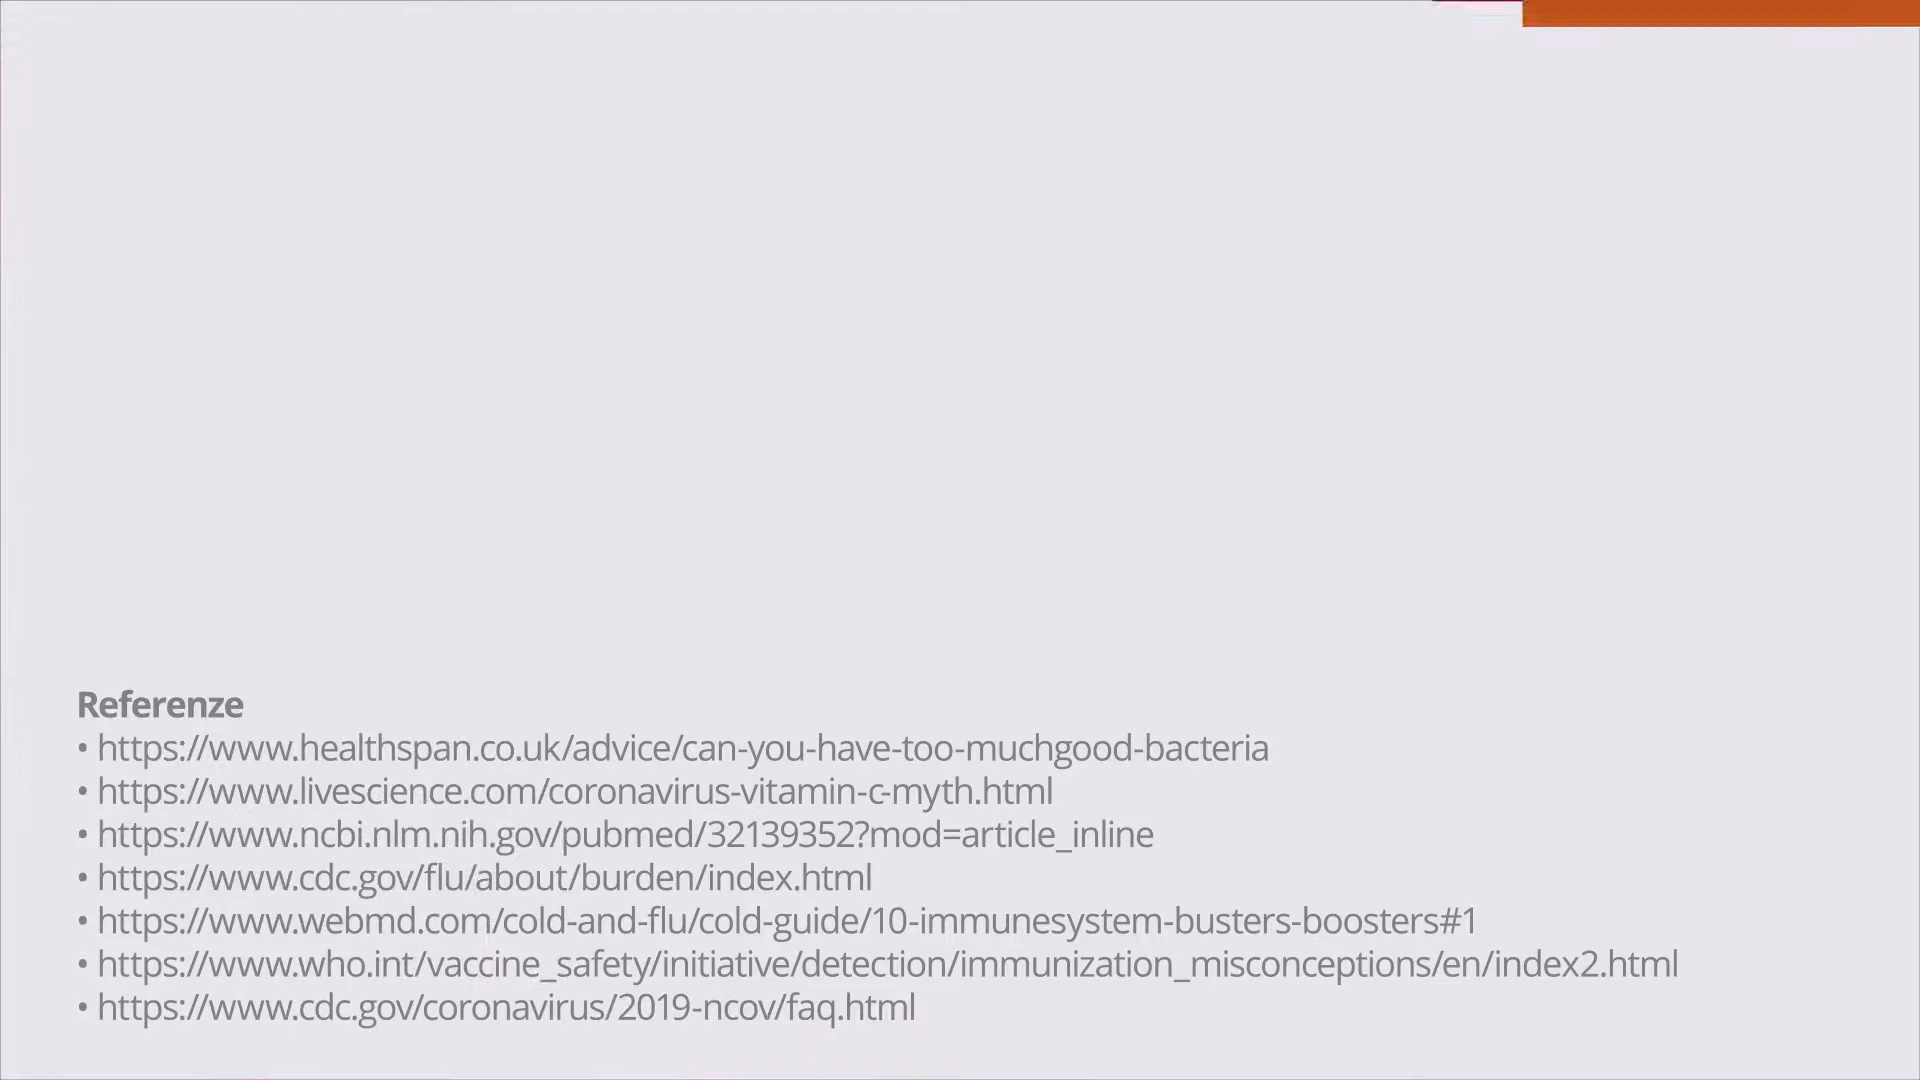 Referenze
• https://www.healthspan.co.uk/advice/can-you-have-too-muchgood-bacteria
• https://www.livescience.com/coronavirus-vitamin-c-myth.html
• https://www.ncbi.nlm.nih.gov/pubmed/32139352?mod=article_inline
• https://www.cdc.gov/flu/about/burden/index.html
• https://www.webmd.com/cold-and-flu/cold-guide/10-immunesystem-busters-boosters#1
• https://www.who.int/vaccine_safety/initiative/detection/immunization_misconceptions/en/index2.html
• https://www.cdc.gov/coronavirus/2019-ncov/faq.html